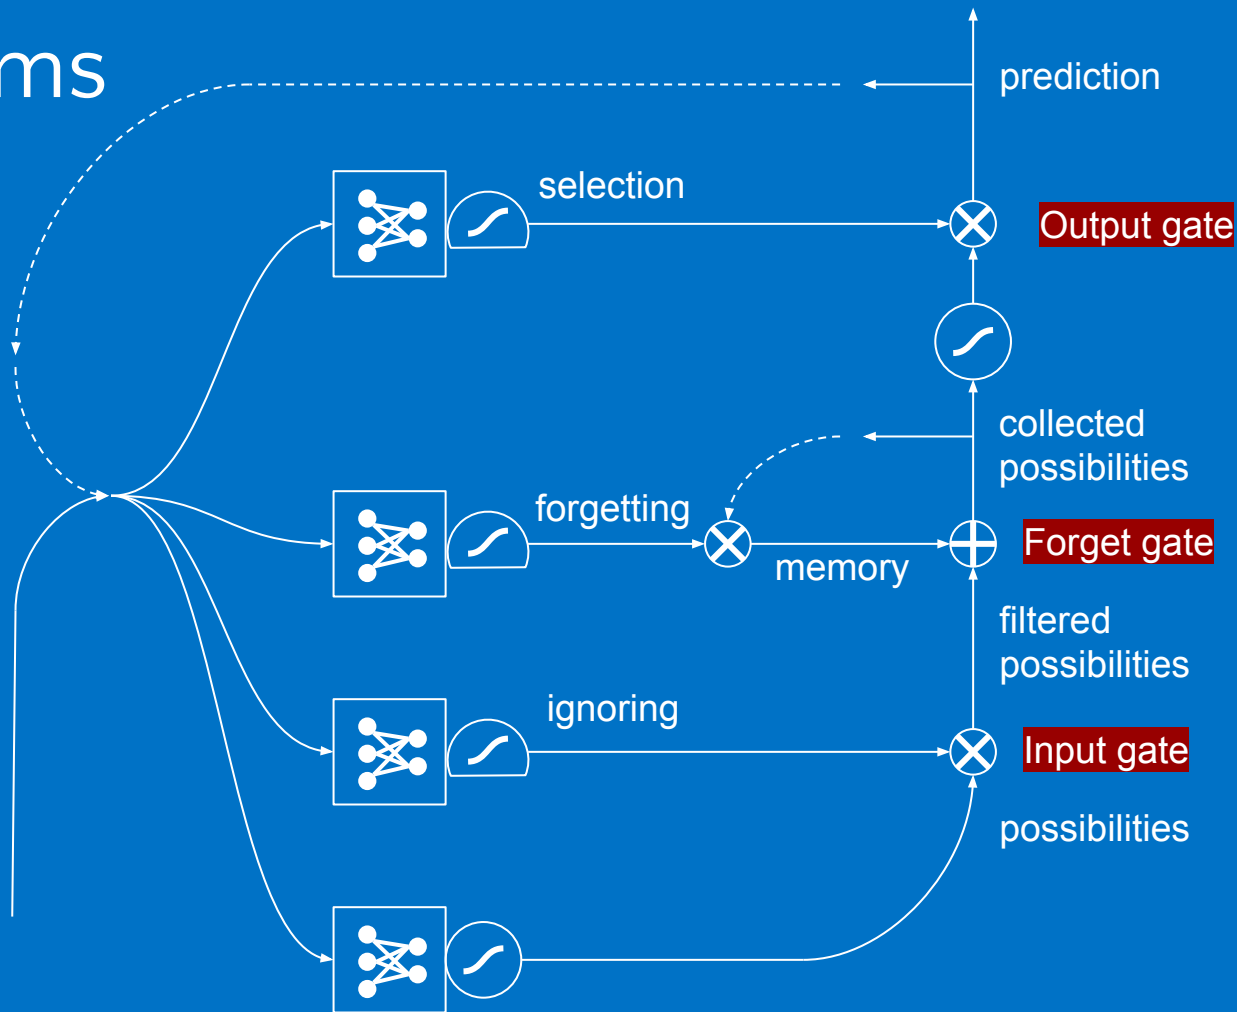 ms
prediction
selection
Output gate
collected
possibilities
forgetting
Forget gate
memory
filtered
possibilities
ignoring
Input gate
possibilities